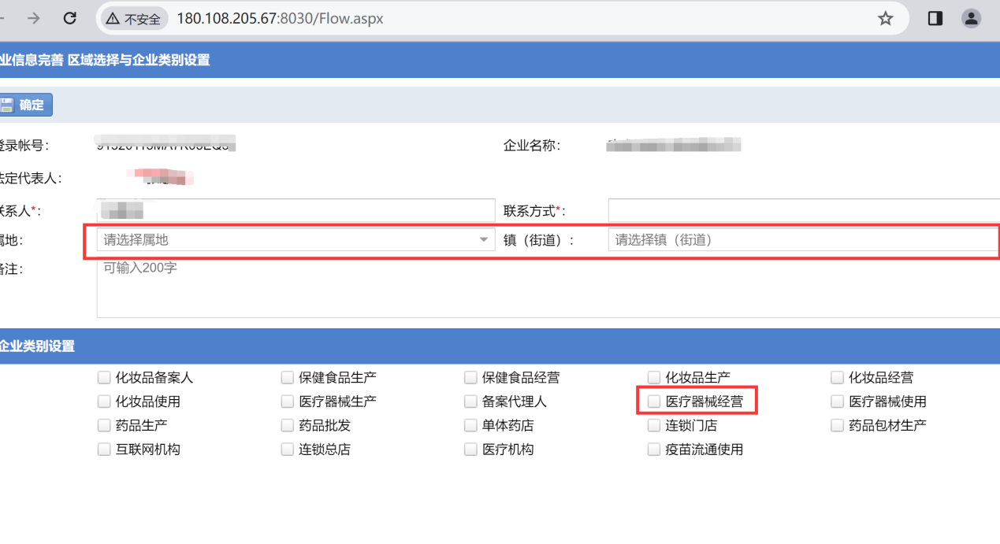 不安全 180.108.205.67:8030/Flow.aspx
业信息完善 区域选择与企业类别设置
确定
登录帐号： 企业名称：
法定代表人：
联系人*： 联系方式*：
属地： 请选择属地 镇（街道）： 请选择镇（街道）
备注： 可输入200字
企业类别设置
化妆品备案人 保健食品生产 保健食品经营 化妆品生产 化妆品经营
化妆品使用 医疗器械生产 备案代理人 医疗器械经营 医疗器械使用
药品生产 药品批发 单体药店 连锁门店 药品包材生产
互联网机构 连锁总店 医疗机构 疫苗流通使用